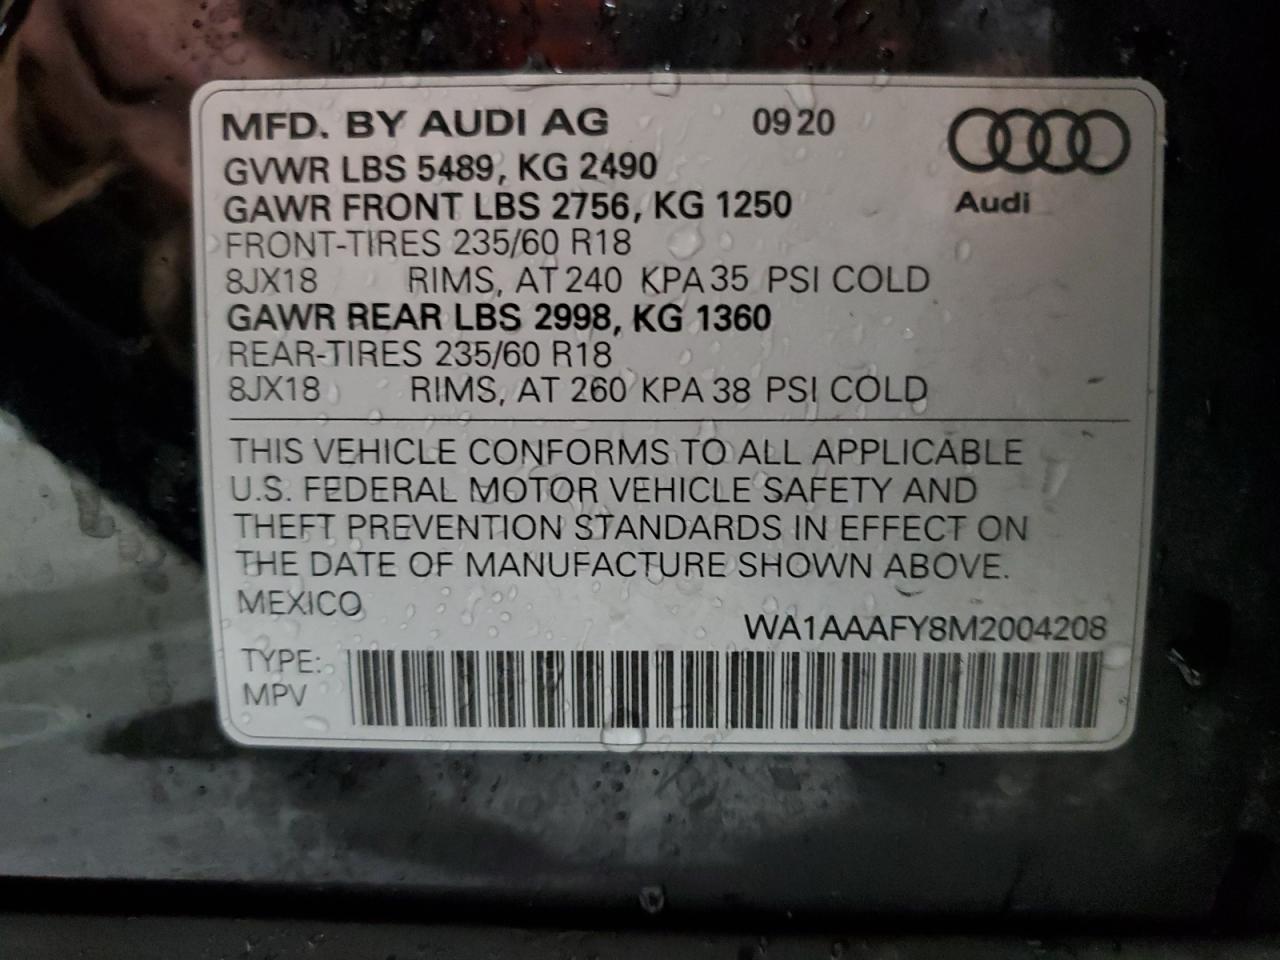 MFD. BY AUDI AG 0920
GVWR LBS 5489, KG 2490
GAWR FRONT LBS 2756, KG 1250
Audi
FRONT-TIRES 235/60 R18
8JX18 RIMS, AT 240 KPA 35 PSI COLD
GAWR REAR LBS 2998, KG 1360
REAR-TIRES 235/60 R18
8JX18 RIMS, AT 260 KPA 38 PSI COLD
THIS VEHICLE CONFORMS TO ALL APPLICABLE
U.S. FEDERAL MOTOR VEHICLE SAFETY AND
THEFT PREVENTION STANDARDS IN EFFECT ON
THE DATE OF MANUFACTURE SHOWN ABOVE.
MEXICO
WA1AAAFY8M2004208
TYPE:
MPV